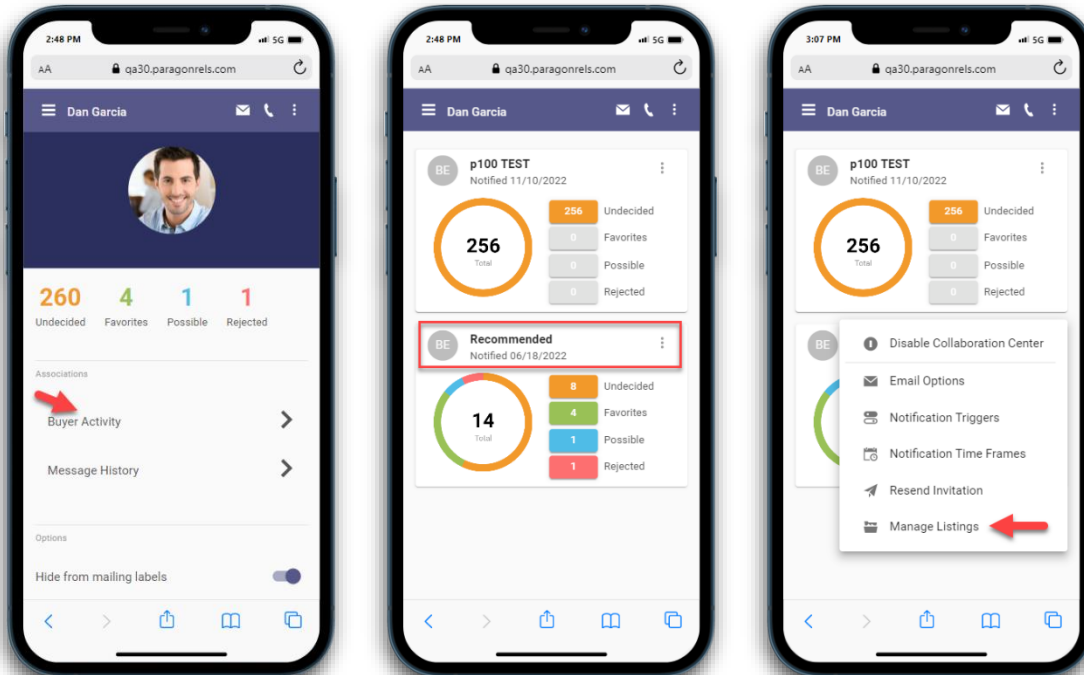 2:48 PM
5G
AA
qa30.paragonrels.com
Dan Garcia
260
4
1
1
Undecided
Favorites
Possible
Rejected
Associations
Buyer Activity
Message History
Options
Hide from mailing labels
2:48 PM
5G
AA
qa30.paragonrels.com
Dan Garcia
BE
p100 TEST
Notified 11/10/2022
256
Total
256 Undecided
0 Favorites
0 Possible
0 Rejected
BE
Recommended
Notified 06/18/2022
14
Total
8 Undecided
4 Favorites
1 Possible
1 Rejected
3:07 PM
5G
AA
qa30.paragonrels.com
Dan Garcia
BE
p100 TEST
Notified 11/10/2022
256
Total
256 Undecided
0 Favorites
0 Possible
0 Rejected
BE
Disable Collaboration Center
Email Options
Notification Triggers
Notification Time Frames
Resend Invitation
Manage Listings